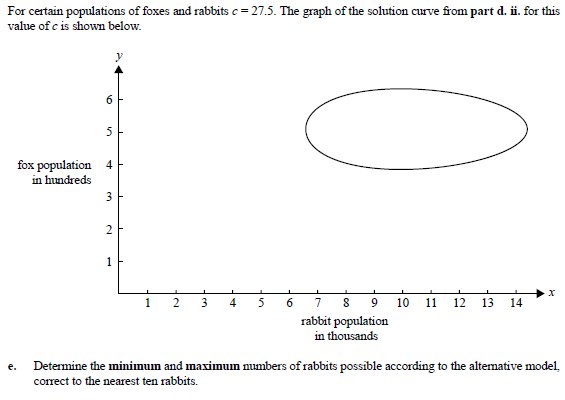 For certain populations of foxes and rabbits c = 27.5. The graph of the solution curve from part d. ii. for this
value of c is shown below.
y
6
5
fox population 4
in hundreds
3
2
1
x
1 2 3 4 5 6 7 8 9 10 11 12 13 14
rabbit population
in thousands
e. Determine the minimum and maximum numbers of rabbits possible according to the alternative model,
correct to the nearest ten rabbits.